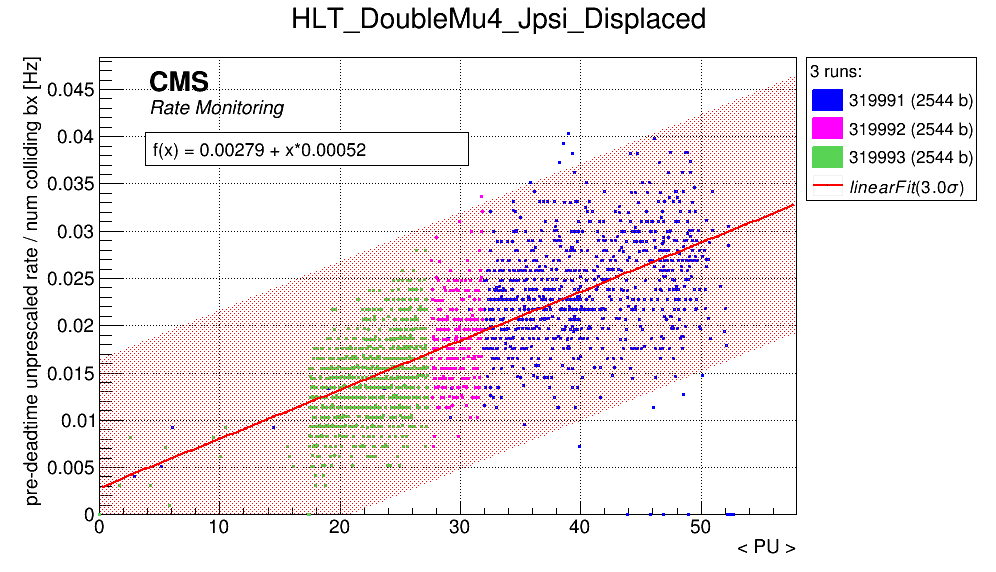 HLT_DoubleMu4_Jpsi_Displaced
pre-deadtime unprescaled rate / num colliding bx [Hz]
CMS
Rate Monitoring
f(x) = 0.00279 + x*0.00052
0.045
0.04
0.035
0.03
0.025
0.02
0.015
0.01
0.005
0
0 10 20 30 40 50
< PU >
3 runs:
319991 (2544 b)
319992 (2544 b)
319993 (2544 b)
linearFit(3.0σ)